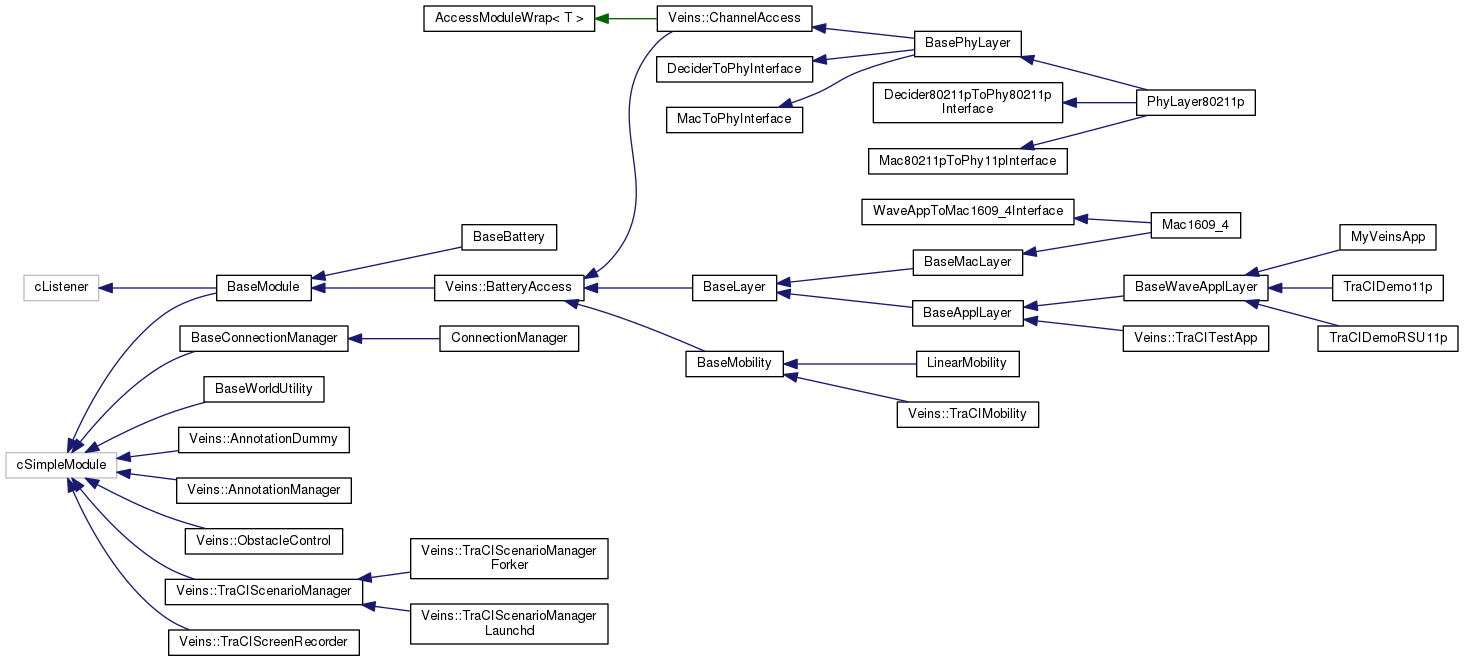 AccessModuleWrap< T >
Veins::ChannelAccess
BasePhyLayer
DeciderToPhyInterface
Decider80211pToPhy80211p
Interface
PhyLayer80211p
MacToPhyInterface
Mac80211pToPhy11pInterface
WaveAppToMac1609_4Interface
Mac1609_4
BaseBattery
MyVeinsApp
BaseMacLayer
cListener
BaseModule
Veins::BatteryAccess
BaseLayer
BaseWaveApplLayer
TraCIDemo11p
BaseApplLayer
BaseConnectionManager
ConnectionManager
Veins::TraCITestApp
TraCIDemoRSU11p
BaseMobility
LinearMobility
BaseWorldUtility
Veins::TraCIMobility
Veins::AnnotationDummy
cSimpleModule
Veins::AnnotationManager
Veins::ObstacleControl
Veins::TraCIScenarioManager
Forker
Veins::TraCIScenarioManager
Veins::TraCIScenarioManager
Launchd
Veins::TraCIScreenRecorder